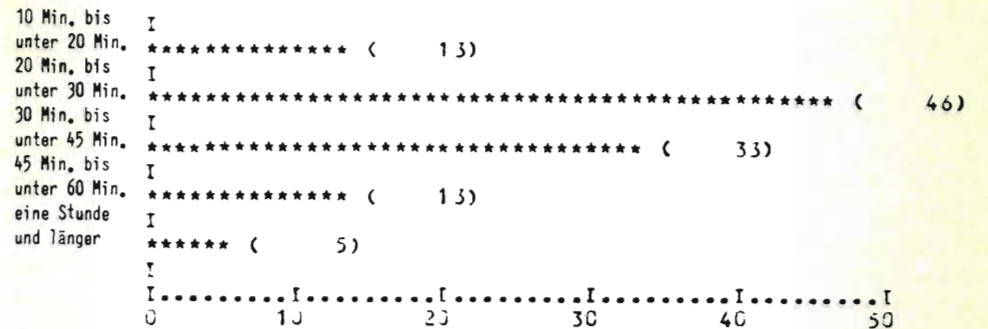 10 Min. bis I
unter 20 Min. ************** ( 13)
20 Min. bis I
unter 30 Min. *********************************************** ( 46)
30 Min. bis I
unter 45 Min. ********************************** ( 33)
45 Min. bis I
unter 60 Min. ************** ( 13)
eine Stunde I
und länger ****** ( 5)
I
I.........I.........I.........I.........I.........I
0 10 20 30 40 50